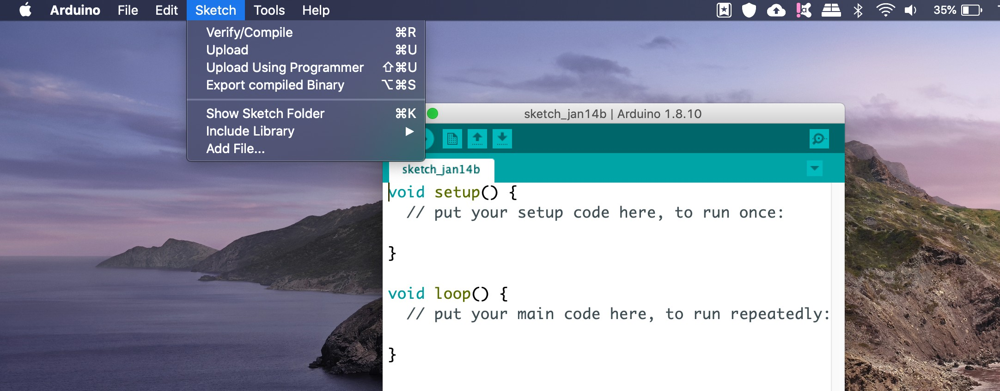 Arduino File Edit Sketch Tools Help 35%
Verify/Compile ⌘R
Upload ⌘U
Upload Using Programmer ⇧⌘U
Export compiled Binary ⌥⌘S
Show Sketch Folder ⌘K
Include Library ▶
Add File...
sketch_jan14b | Arduino 1.8.10
sketch_jan14b
void setup() {
// put your setup code here, to run once:
}
void loop() {
// put your main code here, to run repeatedly:
}